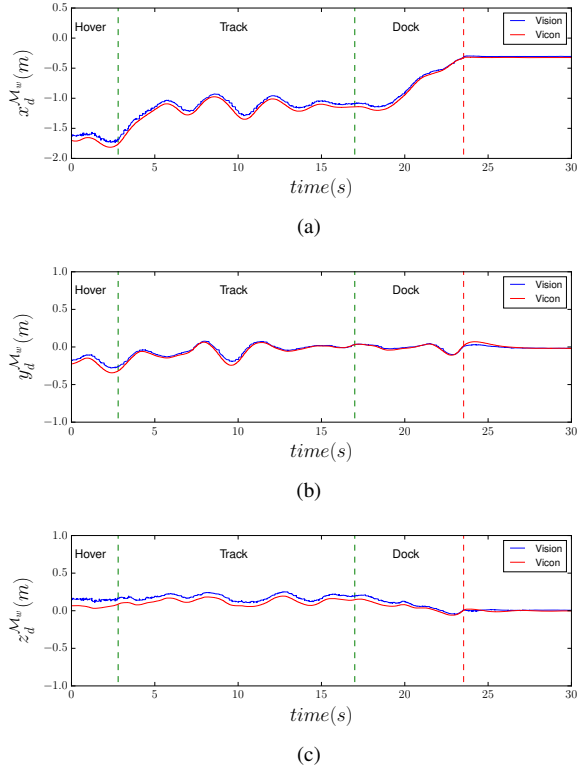 Hover Track Dock
Vision
Vicon
0.5
0.0
−0.5
−1.0
−1.5
−2.0
x_d^{M_w}(m)
0 5 10 15 20 25 30
time(s)
(a)
Hover Track Dock
Vision
Vicon
1.0
0.5
0.0
−0.5
−1.0
y_d^{M_w}(m)
0 5 10 15 20 25 30
time(s)
(b)
Hover Track Dock
Vision
Vicon
1.0
0.5
0.0
−0.5
−1.0
z_d^{M_w}(m)
0 5 10 15 20 25 30
time(s)
(c)